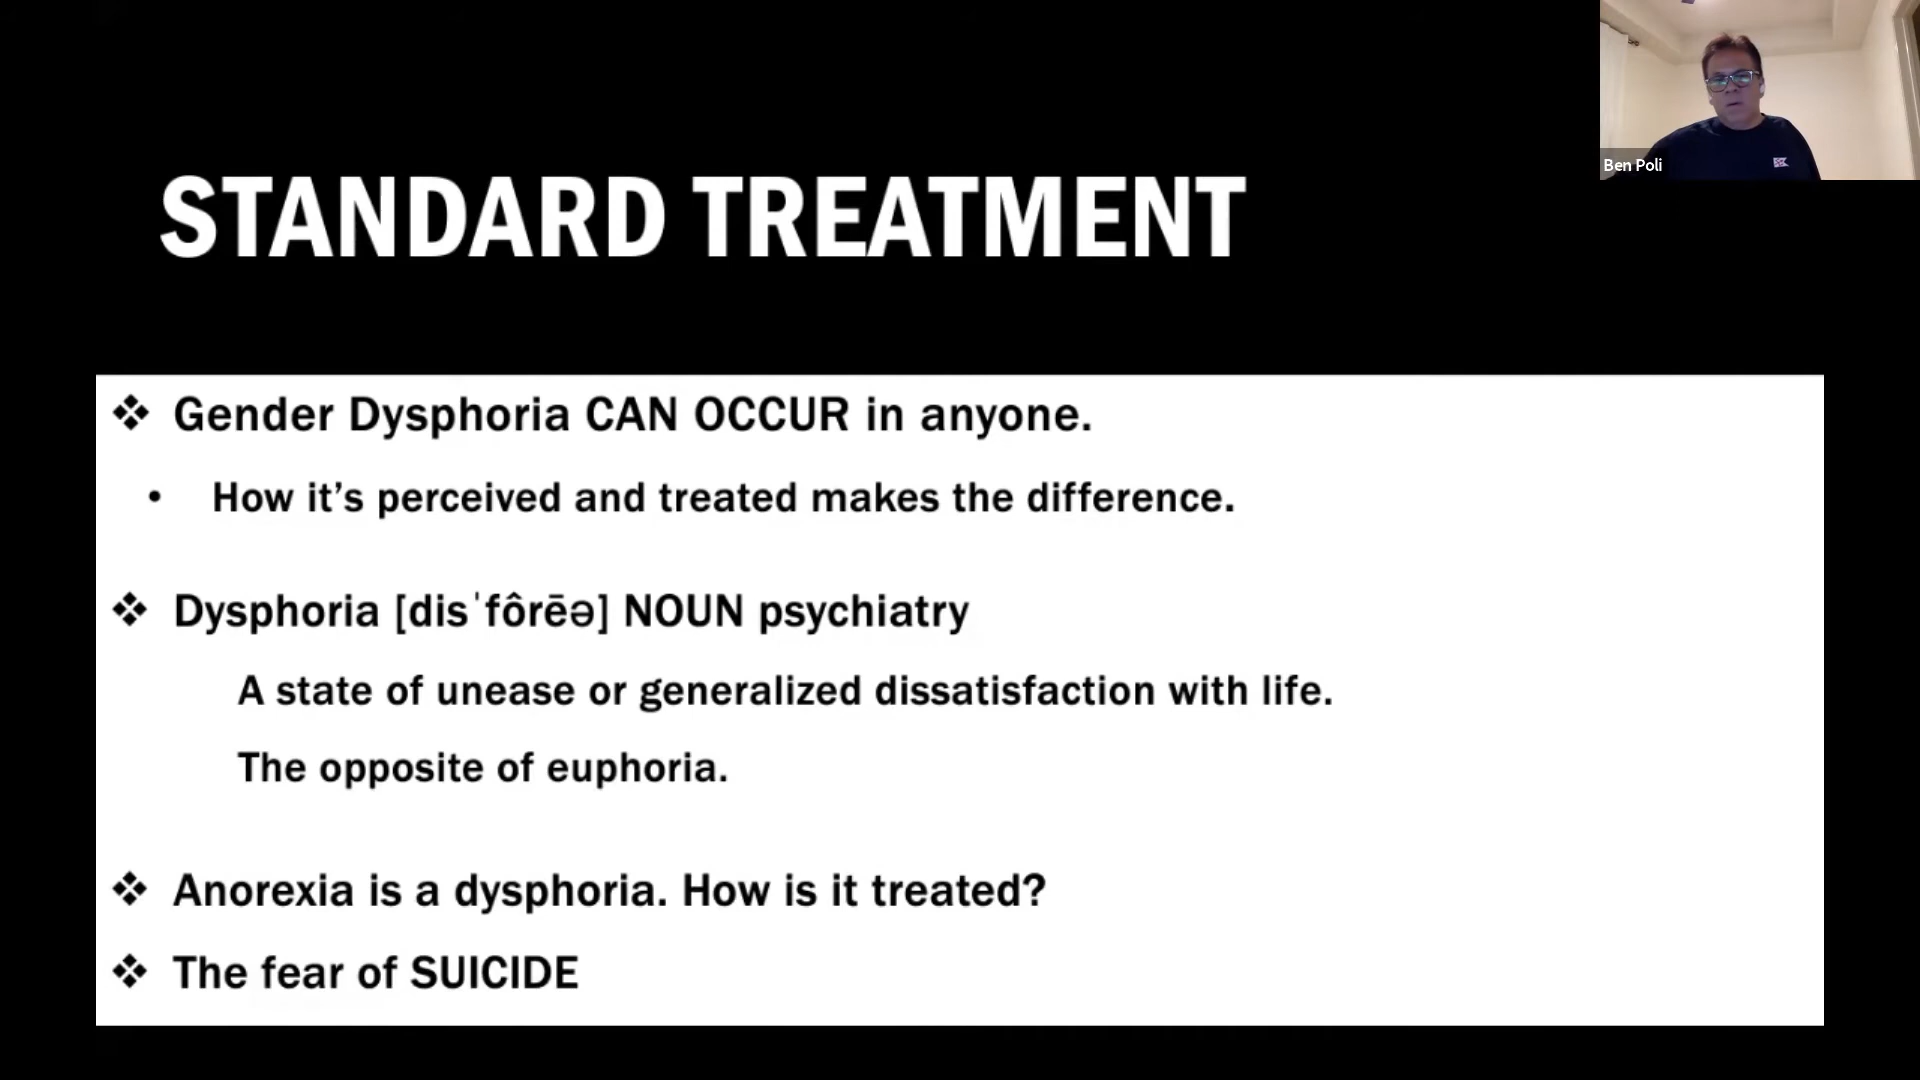 Ben Poli
STANDARD TREATMENT
❖ Gender Dysphoria CAN OCCUR in anyone.
• How it’s perceived and treated makes the difference.
❖ Dysphoria [disˈfôrēə] NOUN psychiatry
A state of unease or generalized dissatisfaction with life.
The opposite of euphoria.
❖ Anorexia is a dysphoria. How is it treated?
❖ The fear of SUICIDE